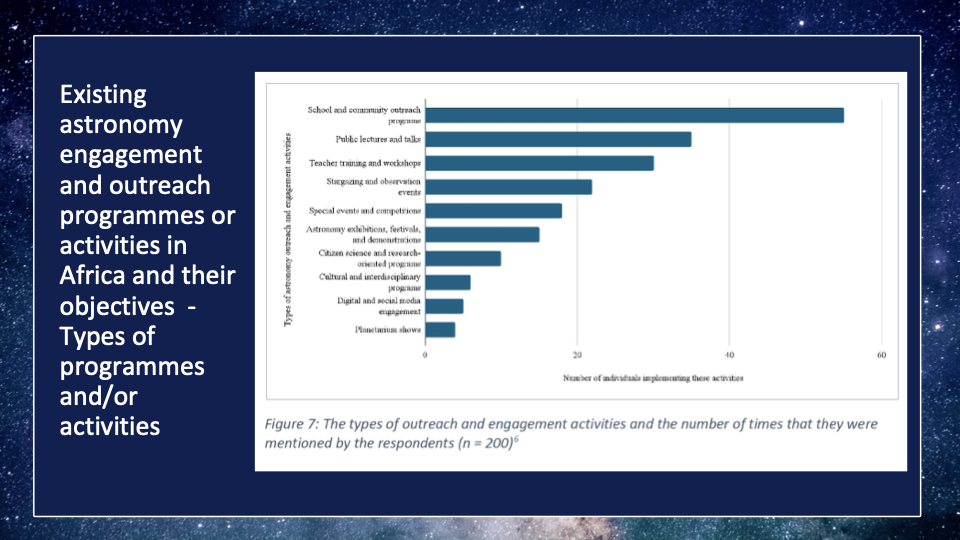 Existing
astronomy
engagement
and outreach
programmes or
activities in
Africa and their
objectives -
Types of
programmes
and/or
activities
Types of astronomy outreach and engagement activities
School and community outreach
programs
Public lectures and talks
Teacher training and workshops
Stargazing and observation
events
Special events and competitions
Astronomy exhibitions, festivals,
and demonstrations
Citizen science and research-
oriented programs
Cultural and interdisciplinary
programs
Digital and social media
engagement
Planetarium shows
0 20 40 60
Number of individuals implementing these activities
Figure 7: The types of outreach and engagement activities and the number of times that they were
mentioned by the respondents (n = 200)6